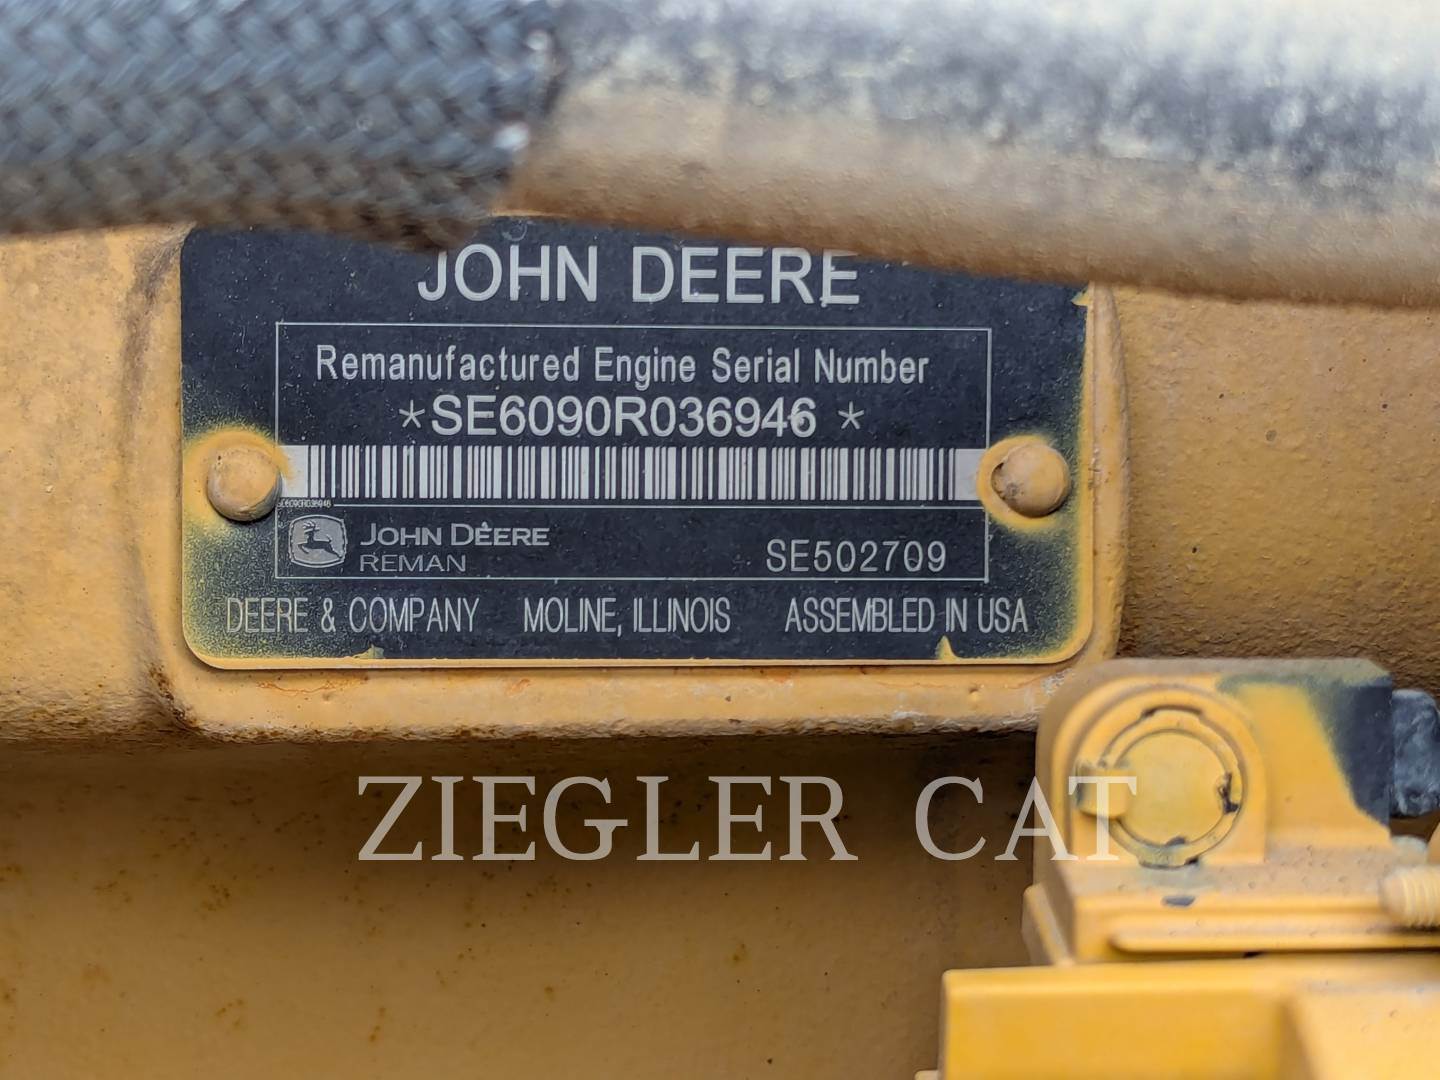 JOHN DEERE
Remanufactured Engine Serial Number
*SE6090R036946*
SE6090R036946
JOHN DEERE
REMAN
SE502709
DEERE & COMPANY MOLINE, ILLINOIS ASSEMBLED IN USA
ZIEGLER CAT